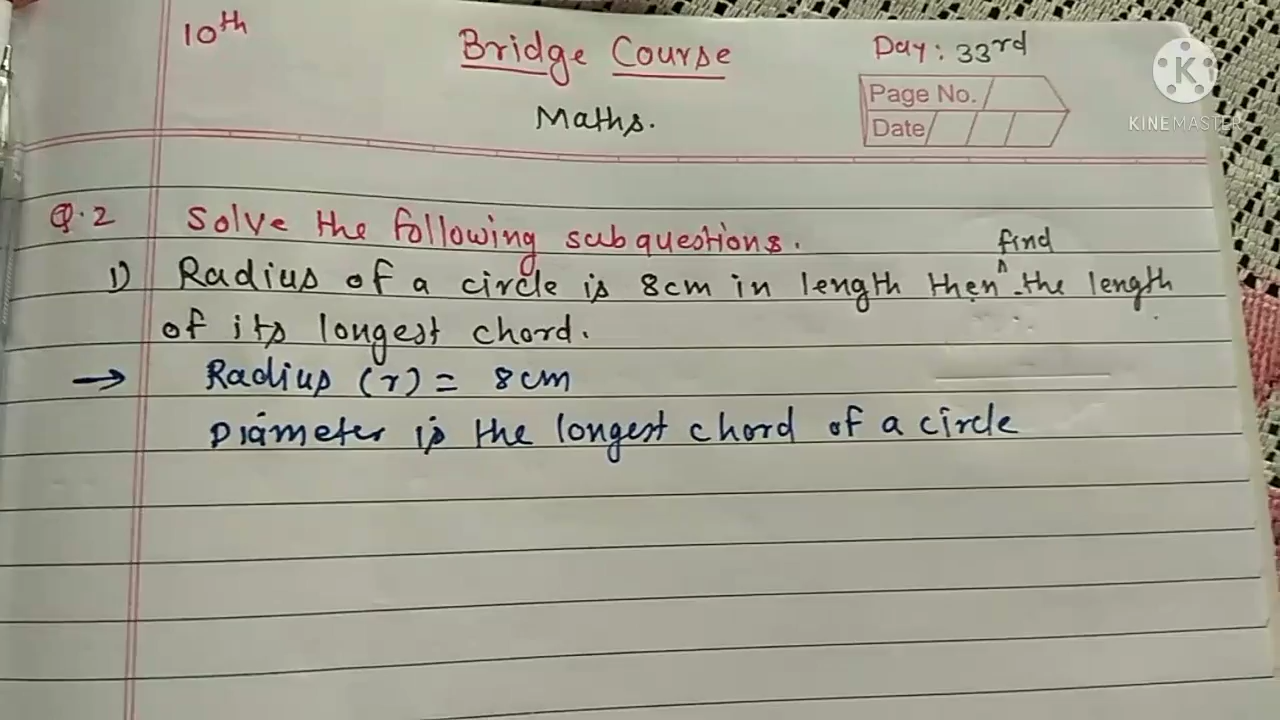 10th
Bridge Course
Day: 33rd
Maths.
Page No.
Date
KINEMASTER
Q.2 Solve the following subquestions.
find
1) Radius of a circle is 8cm in length then ^ the length
of its longest chord.
→ Radius (r) = 8cm
Diameter is the longest chord of a circle